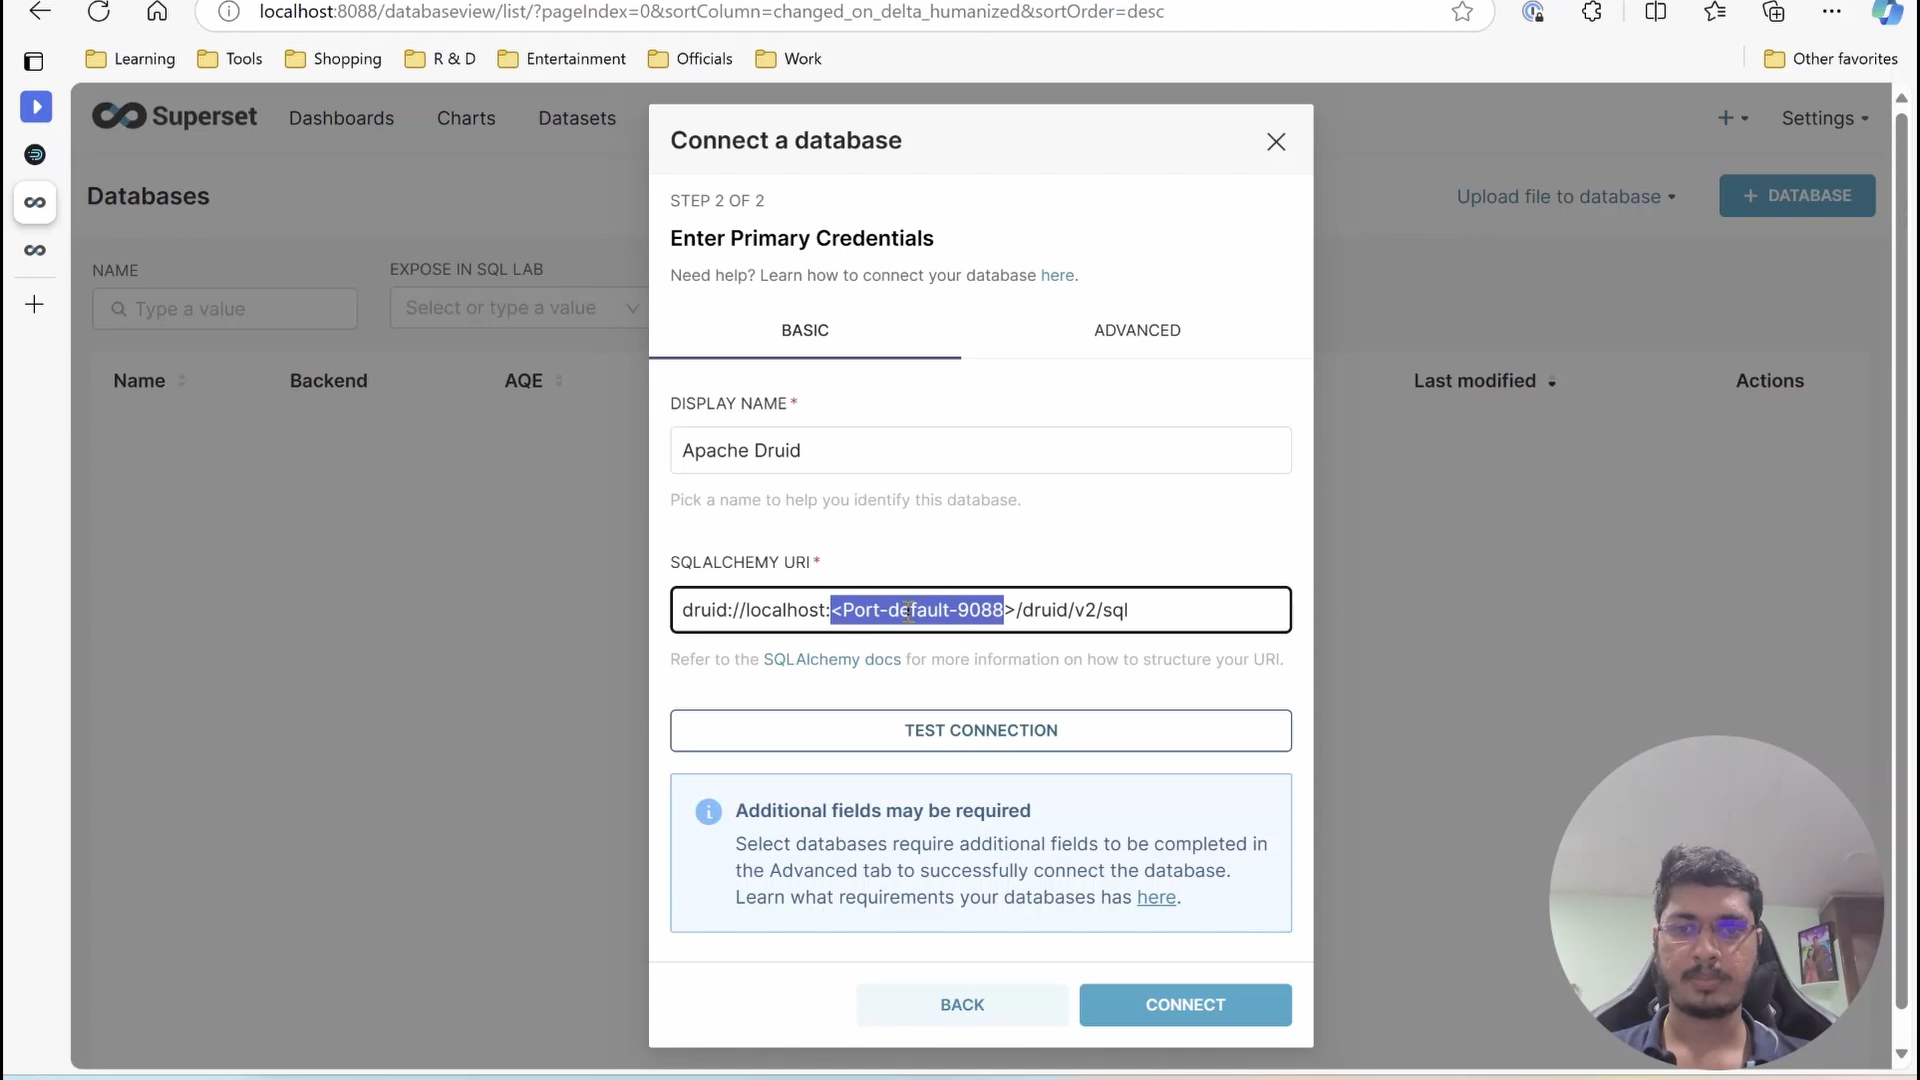 localhost:8088/databaseview/list/?pageIndex=0&sortColumn=changed_on_delta_humanized&sortOrder=desc
Learning
Tools
Shopping
R & D
Entertainment
Officials
Work
Other favorites
Superset
Dashboards
Charts
Datasets
Settings
Databases
Upload file to database
+ DATABASE
NAME
Type a value
EXPOSE IN SQL LAB
Select or type a value
Name
Backend
AQE
Last modified
Actions
Connect a database
STEP 2 OF 2
Enter Primary Credentials
Need help? Learn how to connect your database here.
BASIC
ADVANCED
DISPLAY NAME*
Apache Druid
Pick a name to help you identify this database.
SQLALCHEMY URI*
druid://localhost:<Port-default-9088>/druid/v2/sql
Refer to the SQLAlchemy docs for more information on how to structure your URI.
TEST CONNECTION
Additional fields may be required
Select databases require additional fields to be completed in
the Advanced tab to successfully connect the database.
Learn what requirements your databases has here.
BACK
CONNECT